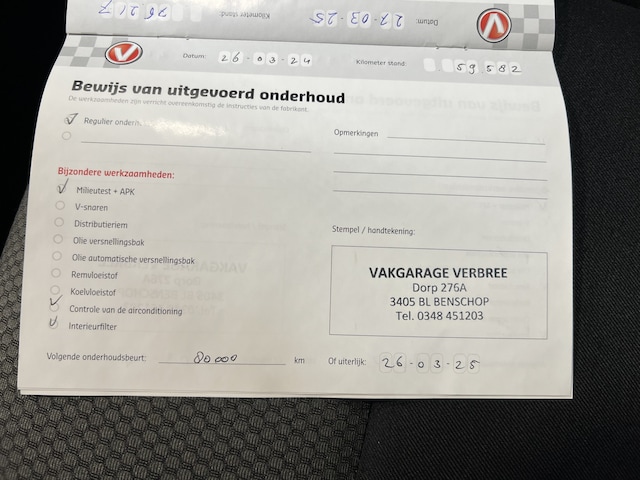 Datum: 27-03-25 Kilometer stand:
Datum: 26-03-24 Kilometer stand: 59582
Bewijs van uitgevoerd onderhoud
De werkzaamheden zijn verricht overeenkomstig de instructies van de fabrikant.
Regulier onderh
Opmerkingen
Bijzondere werkzaamheden:
Milieutest + APK
V-snaren
Distributieriem
Olie versnellingsbak
Olie automatische versnellingsbak
Remvloeistof
Koelvloeistof
Controle van de airconditioning
Interieurfilter
Stempel / handtekening:
VAKGARAGE VERBREE
Dorp 276A
3405 BL BENSCHOP
Tel. 0348 451203
Volgende onderhoudsbeurt: 80000 km Of uiterlijk: 26-03-25